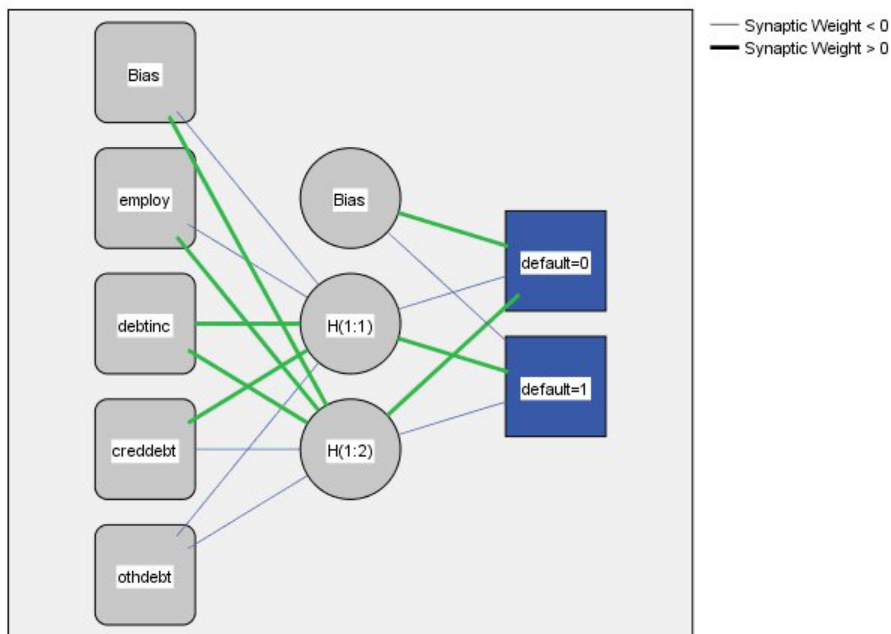 Synaptic Weight < 0
Synaptic Weight > 0
Bias
employ
Bias
default=0
debtinc
H(1:1)
default=1
creddebt
H(1:2)
othdebt